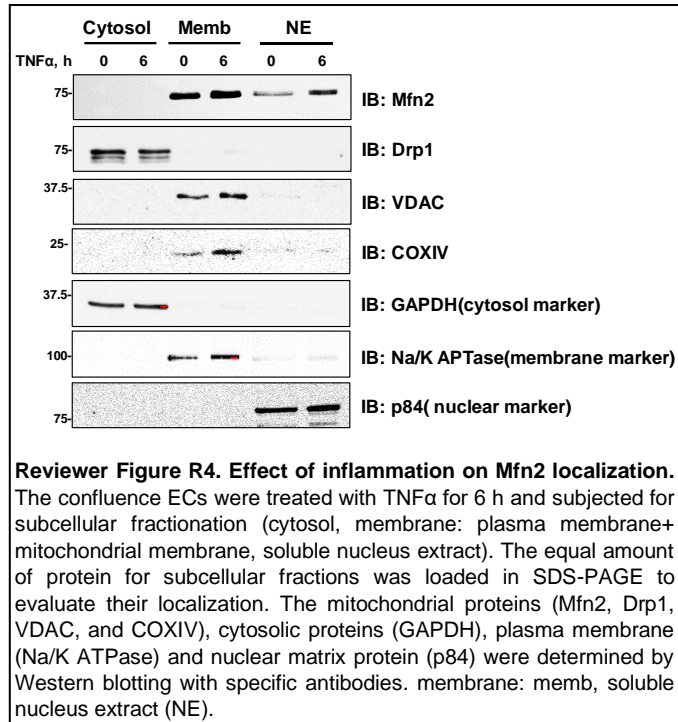 Cytosol Memb NE
TNFα, h 0 6 0 6 0 6
75- IB: Mfn2
75- IB: Drp1
37.5- IB: VDAC
25- IB: COXIV
37.5- IB: GAPDH(cytosol marker)
100- IB: Na/K APTase(membrane marker)
75- IB: p84( nuclear marker)
Reviewer Figure R4. Effect of inflammation on Mfn2 localization.
The confluence ECs were treated with TNFα for 6 h and subjected for
subcellular fractionation (cytosol, membrane: plasma membrane+
mitochondrial membrane, soluble nucleus extract). The equal amount
of protein for subcellular fractions was loaded in SDS-PAGE to
evaluate their localization. The mitochondrial proteins (Mfn2, Drp1,
VDAC, and COXIV), cytosolic proteins (GAPDH), plasma membrane
(Na/K ATPase) and nuclear matrix protein (p84) were determined by
Western blotting with specific antibodies. membrane: memb, soluble
nucleus extract (NE).